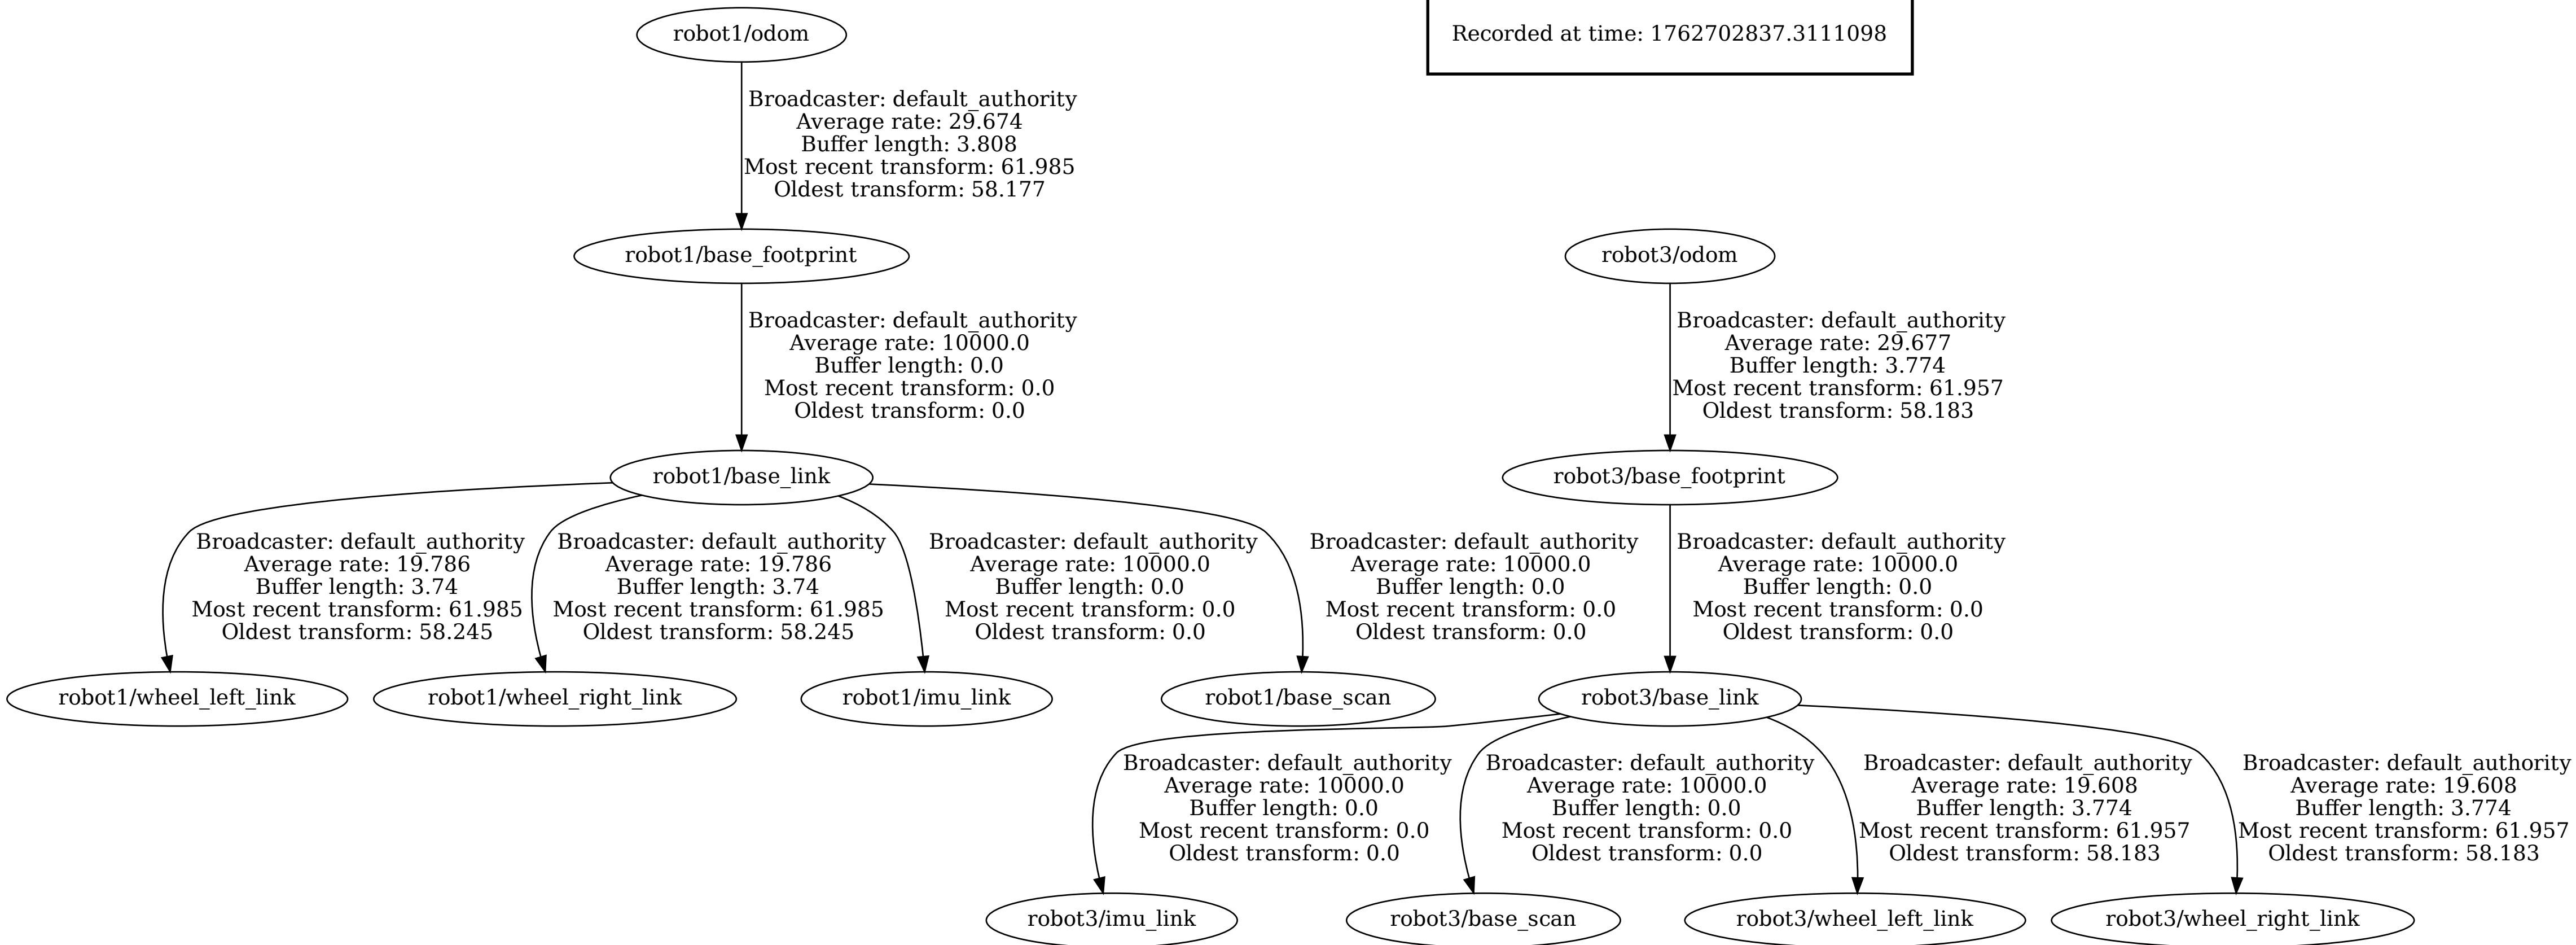 robot1/odom
Recorded at time: 1762702837.3111098
Broadcaster: default_authority
Average rate: 29.674
Buffer length: 3.808
Most recent transform: 61.985
Oldest transform: 58.177
robot1/base_footprint
robot3/odom
Broadcaster: default_authority
Average rate: 10000.0
Buffer length: 0.0
Most recent transform: 0.0
Oldest transform: 0.0
Broadcaster: default_authority
Average rate: 29.677
Buffer length: 3.774
Most recent transform: 61.957
Oldest transform: 58.183
robot1/base_link
robot3/base_footprint
Broadcaster: default_authority
Average rate: 19.786
Buffer length: 3.74
Most recent transform: 61.985
Oldest transform: 58.245
Broadcaster: default_authority
Average rate: 19.786
Buffer length: 3.74
Most recent transform: 61.985
Oldest transform: 58.245
Broadcaster: default_authority
Average rate: 10000.0
Buffer length: 0.0
Most recent transform: 0.0
Oldest transform: 0.0
Broadcaster: default_authority
Average rate: 10000.0
Buffer length: 0.0
Most recent transform: 0.0
Oldest transform: 0.0
Broadcaster: default_authority
Average rate: 10000.0
Buffer length: 0.0
Most recent transform: 0.0
Oldest transform: 0.0
robot1/wheel_left_link
robot1/wheel_right_link
robot1/imu_link
robot1/base_scan
robot3/base_link
Broadcaster: default_authority
Average rate: 10000.0
Buffer length: 0.0
Most recent transform: 0.0
Oldest transform: 0.0
Broadcaster: default_authority
Average rate: 10000.0
Buffer length: 0.0
Most recent transform: 0.0
Oldest transform: 0.0
Broadcaster: default_authority
Average rate: 19.608
Buffer length: 3.774
Most recent transform: 61.957
Oldest transform: 58.183
Broadcaster: default_authority
Average rate: 19.608
Buffer length: 3.774
Most recent transform: 61.957
Oldest transform: 58.183
robot3/imu_link
robot3/base_scan
robot3/wheel_left_link
robot3/wheel_right_link